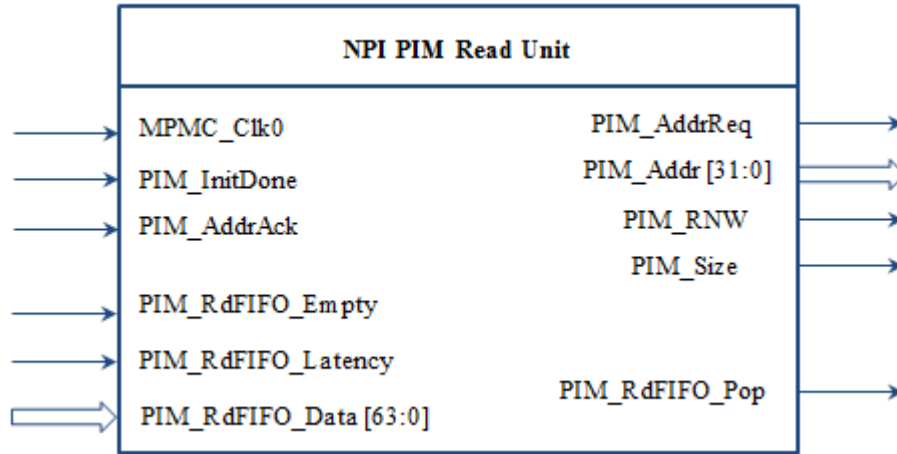 NPI PIM Read Unit
MPMC_Clk0
PIM_InitDone
PIM_AddrAck
PIM_RdFIFO_Empty
PIM_RdFIFO_Latency
PIM_RdFIFO_Data [63:0]
PIM_AddrReq
PIM_Addr [31:0]
PIM_RNW
PIM_Size
PIM_RdFIFO_Pop